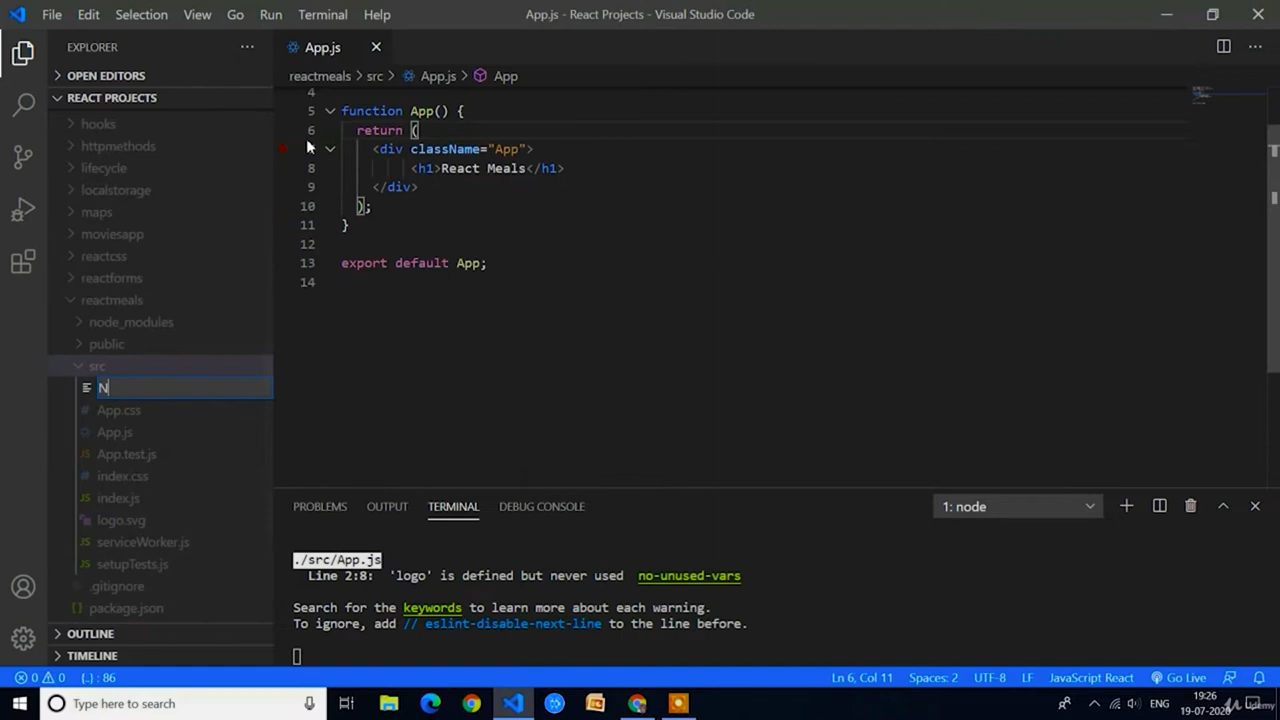 File Edit Selection View Go Run Terminal Help App.js - React Projects - Visual Studio Code
EXPLORER ···
OPEN EDITORS
REACT PROJECTS
hooks
httpmethods
lifecycle
localstorage
maps
moviesapp
reactcss
reactforms
reactmeals
node_modules
public
src
N
App.css
App.js
App.test.js
index.css
index.js
logo.svg
serviceWorker.js
setupTests.js
.gitignore
package.json
OUTLINE
TIMELINE
App.js
reactmeals > src > App.js > App
4
5 function App() {
6 return (
<div className="App">
8 <h1>React Meals</h1>
9 </div>
10 );
11 }
12
13 export default App;
14
PROBLEMS OUTPUT TERMINAL DEBUG CONSOLE 1: node
./src/App.js
Line 2:8: 'logo' is defined but never used no-unused-vars
Search for the keywords to learn more about each warning.
To ignore, add // eslint-disable-next-line to the line before.
0 0 {..} : 86 Ln 6, Col 11 Spaces: 2 UTF-8 LF JavaScript React Go Live
Type here to search ENG 19:26
19-07-2020
Udemy